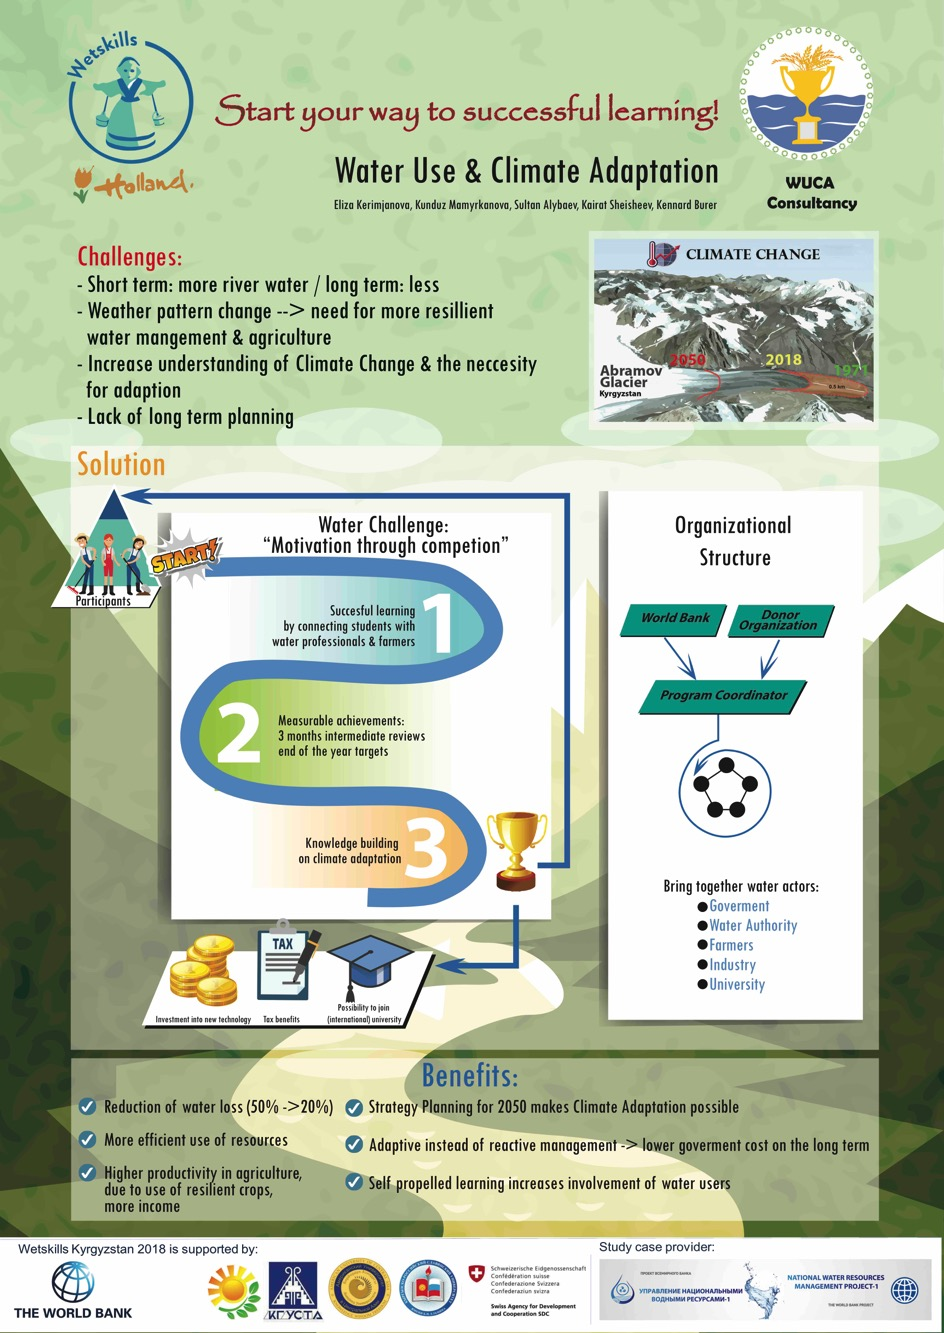 Wetskills
Holland.
Start your way to successful learning!
Water Use & Climate Adaptation
Eliza Kerimjanova, Kunduz Mamyrkanova, Sultan Alybaev, Kairat Sheisheev, Kennard Burer
WUCA
Consultancy
Challenges:
- Short term: more river water / long term: less
- Weather pattern change --> need for more resillient
water mangement & agriculture
- Increase understanding of Climate Change & the neccesity
for adaption
- Lack of long term planning
CLIMATE CHANGE
2050
2018
1971
Abramov
Glacier
Kyrgyzstan
0.5 km
Solution
Participants
START!
Water Challenge:
“Motivation through competion”
Succesful learning
by connecting students with
water professionals & farmers
1
2
Measurable achievements:
3 months intermediate reviews
end of the year targets
Knowledge building
on climate adaptation
3
TAX
Investment into new technology
Tax benefits
Possibility to join
(international) university
Organizational
Structure
World Bank
Donor
Organization
Program Coordinator
Bring together water actors:
Goverment
Water Authority
Farmers
Industry
University
Benefits:
Reduction of water loss (50% ->20%)
More efficient use of resources
Higher productivity in agriculture,
due to use of resilient crops,
more income
Strategy Planning for 2050 makes Climate Adaptation possible
Adaptive instead of reactive management -> lower goverment cost on the long term
Self propelled learning increases involvement of water users
Wetskills Kyrgyzstan 2018 is supported by:
THE WORLD BANK
КГУСТА
Schweizerische Eidgenossenschaft
Confédération suisse
Confederazione Svizzera
Confederaziun svizra
Swiss Agency for Development
and Cooperation SDC
Study case provider:
ПРОЕКТ ВСЕМИРНОГО БАНКА
УПРАВЛЕНИЕ НАЦИОНАЛЬНЫМИ
ВОДНЫМИ РЕСУРСАМИ-1
NATIONAL WATER RESOURCES
MANAGEMENT PROJECT-1
THE WORLD BANK PROJECT